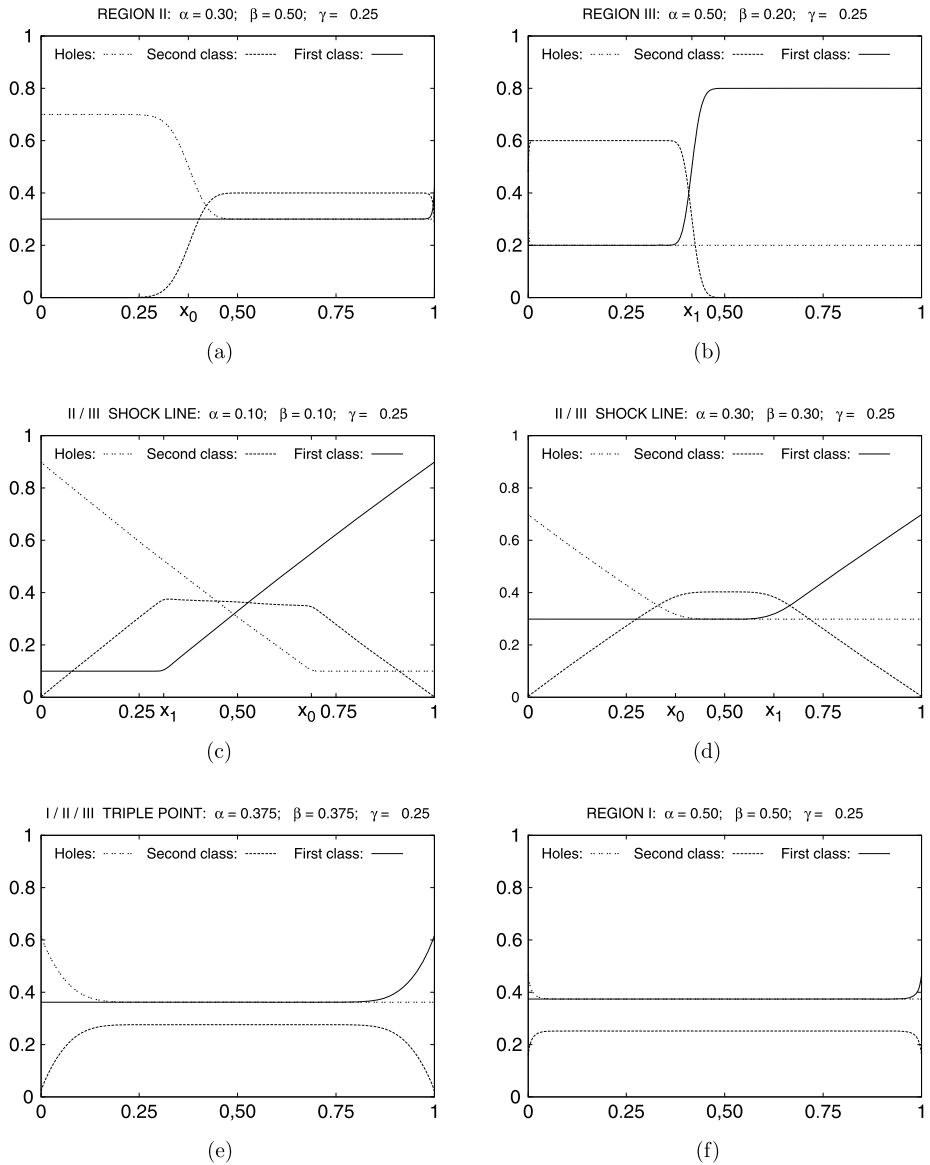 REGION II: α = 0.30; β = 0.50; γ = 0.25
Holes: Second class: First class:
1
0.8
0.6
0.4
0.2
0
0 0.25 x0 0,50 0.75 1
(a)
REGION III: α = 0.50; β = 0.20; γ = 0.25
Holes: Second class: First class:
1
0.8
0.6
0.4
0.2
0
0 0.25 x1 0,50 0.75 1
(b)
II / III SHOCK LINE: α = 0.10; β = 0.10; γ = 0.25
Holes: Second class: First class:
1
0.8
0.6
0.4
0.2
0
0 0.25 x1 0,50 x0 0.75 1
(c)
II / III SHOCK LINE: α = 0.30; β = 0.30; γ = 0.25
Holes: Second class: First class:
1
0.8
0.6
0.4
0.2
0
0 0.25 x0 0,50 x1 0.75 1
(d)
I / II / III TRIPLE POINT: α = 0.375; β = 0.375; γ = 0.25
Holes: Second class: First class:
1
0.8
0.6
0.4
0.2
0
0 0.25 0,50 0.75 1
(e)
REGION I: α = 0.50; β = 0.50; γ = 0.25
Holes: Second class: First class:
1
0.8
0.6
0.4
0.2
0
0 0.25 0,50 0.75 1
(f)